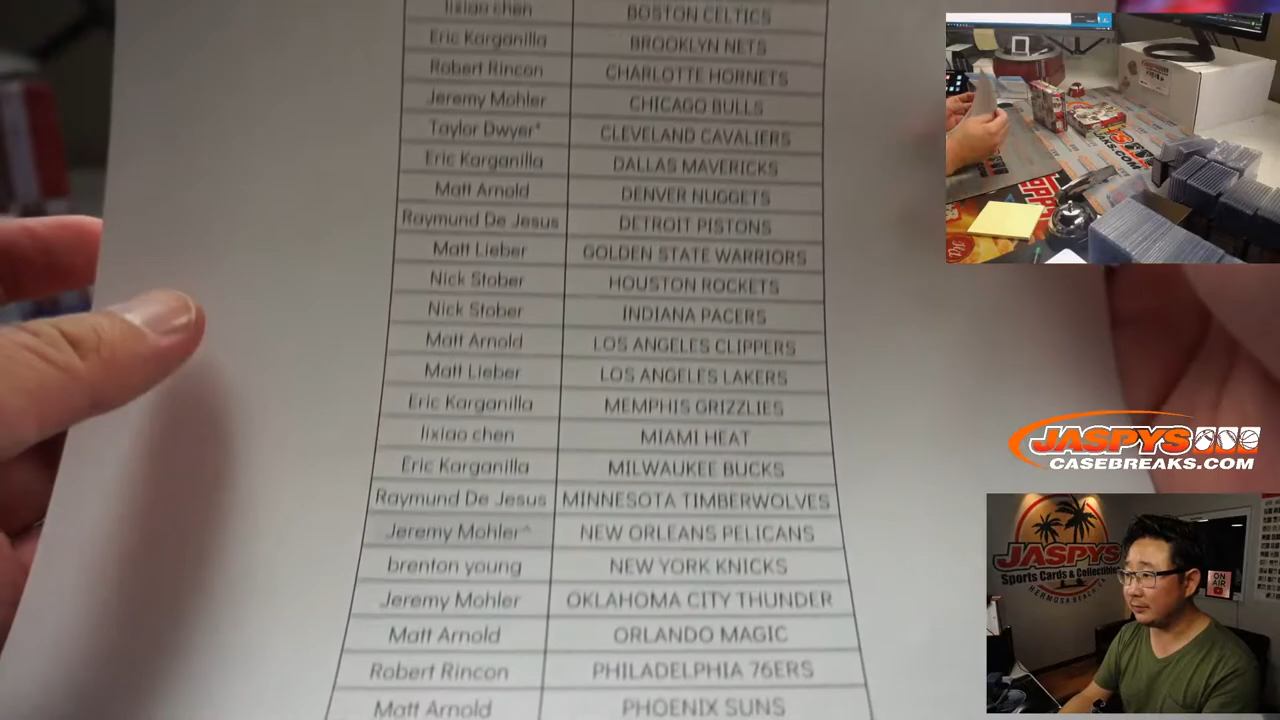 lixiao chen BOSTON CELTICS
Eric Karganilla BROOKLYN NETS
Robert Rincon CHARLOTTE HORNETS
Jeremy Mohler CHICAGO BULLS
Taylor Dwyer* CLEVELAND CAVALIERS
Eric Karganilla DALLAS MAVERICKS
Matt Arnold DENVER NUGGETS
Raymund De Jesus DETROIT PISTONS
Matt Lieber GOLDEN STATE WARRIORS
Nick Stober HOUSTON ROCKETS
Nick Stober INDIANA PACERS
Matt Arnold LOS ANGELES CLIPPERS
Matt Lieber LOS ANGELES LAKERS
Eric Karganilla MEMPHIS GRIZZLIES
lixiao chen MIAMI HEAT
Eric Karganilla MILWAUKEE BUCKS
Raymund De Jesus MINNESOTA TIMBERWOLVES
Jeremy Mohler^ NEW ORLEANS PELICANS
brenton young NEW YORK KNICKS
Jeremy Mohler OKLAHOMA CITY THUNDER
Matt Arnold ORLANDO MAGIC
Robert Rincon PHILADELPHIA 76ERS
Matt Arnold PHOENIX SUNS
JASPYS
CASEBREAKS.COM
JASPYS
Sports Cards & Collectibles
HERMOSA BEACH
ON AIR